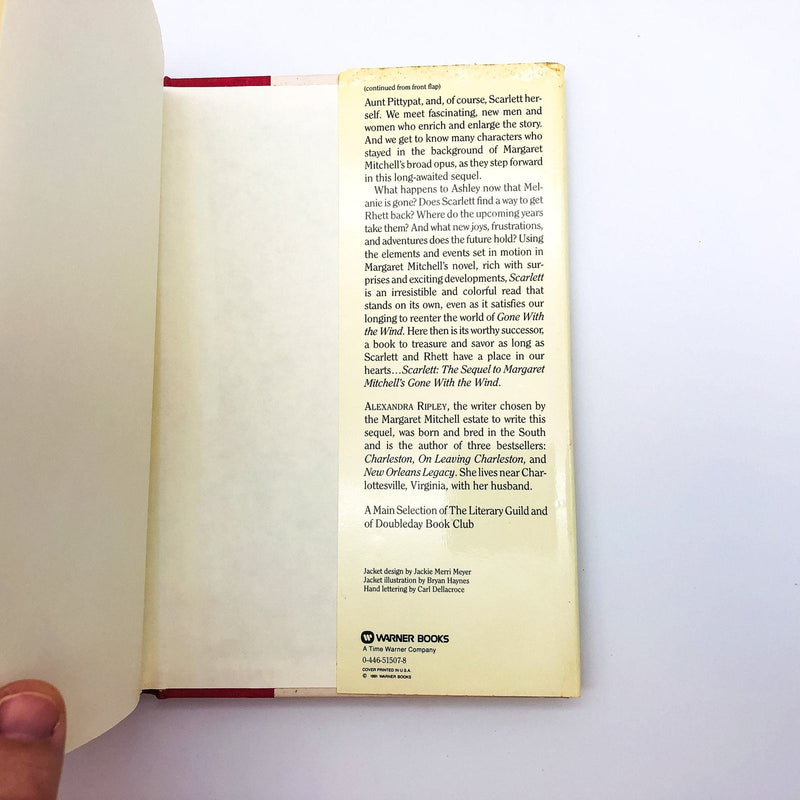 (continued from front flap)
Aunt Pittypat, and, of course, Scarlett her-
self. We meet fascinating, new men and
women who enrich and enlarge the story.
And we get to know many characters who
stayed in the background of Margaret
Mitchell's broad opus, as they step forward
in this long-awaited sequel.
What happens to Ashley now that Mel-
anie is gone? Does Scarlett find a way to get
Rhett back? Where do the upcoming years
take them? And what new joys, frustrations,
and adventures does the future hold? Using
the elements and events set in motion in
Margaret Mitchell's novel, rich with sur-
prises and exciting developments, Scarlett
is an irresistible and colorful read that
stands on its own, even as it satisfies our
longing to reenter the world of Gone With
the Wind. Here then is its worthy successor,
a book to treasure and savor as long as
Scarlett and Rhett have a place in our
hearts...Scarlett: The Sequel to Margaret
Mitchell's Gone With the Wind.
ALEXANDRA RIPLEY, the writer chosen by
the Margaret Mitchell estate to write this
sequel, was born and bred in the South
and is the author of three bestsellers:
Charleston, On Leaving Charleston, and
New Orleans Legacy. She lives near Char-
lottesville, Virginia, with her husband.
A Main Selection of The Literary Guild and
of Doubleday Book Club
Jacket design by Jackie Merri Meyer
Jacket illustration by Bryan Haynes
Hand lettering by Carl Dellacroce
WARNER BOOKS
A Time Warner Company
0-446-51507-8
COVER PRINTED IN U.S.A.
© 1991 WARNER BOOKS